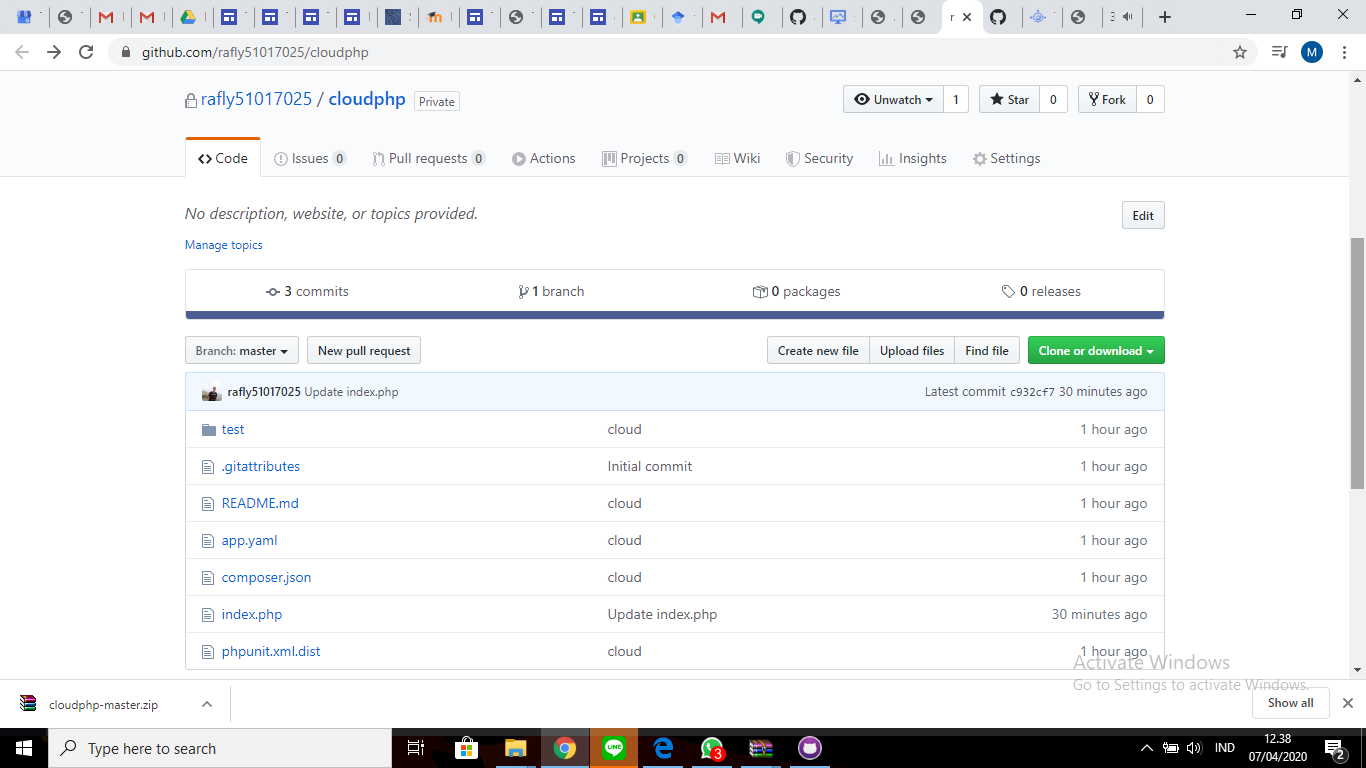 github.com/rafly51017025/cloudphp
M
rafly51017025 / cloudphp Private
Unwatch 1 Star 0 Fork 0
Code Issues 0 Pull requests 0 Actions Projects 0 Wiki Security Insights Settings
No description, website, or topics provided.
Edit
Manage topics
3 commits 1 branch 0 packages 0 releases
Branch: master New pull request Create new file Upload files Find file Clone or download
rafly51017025 Update index.php Latest commit c932cf7 30 minutes ago
test cloud 1 hour ago
.gitattributes Initial commit 1 hour ago
README.md cloud 1 hour ago
app.yaml cloud 1 hour ago
composer.json cloud 1 hour ago
index.php Update index.php 30 minutes ago
phpunit.xml.dist cloud 1 hour ago
Activate Windows
Go to Settings to activate Windows.
cloudphp-master.zip Show all
Type here to search
LINE
3
IND
12.38
07/04/2020
2